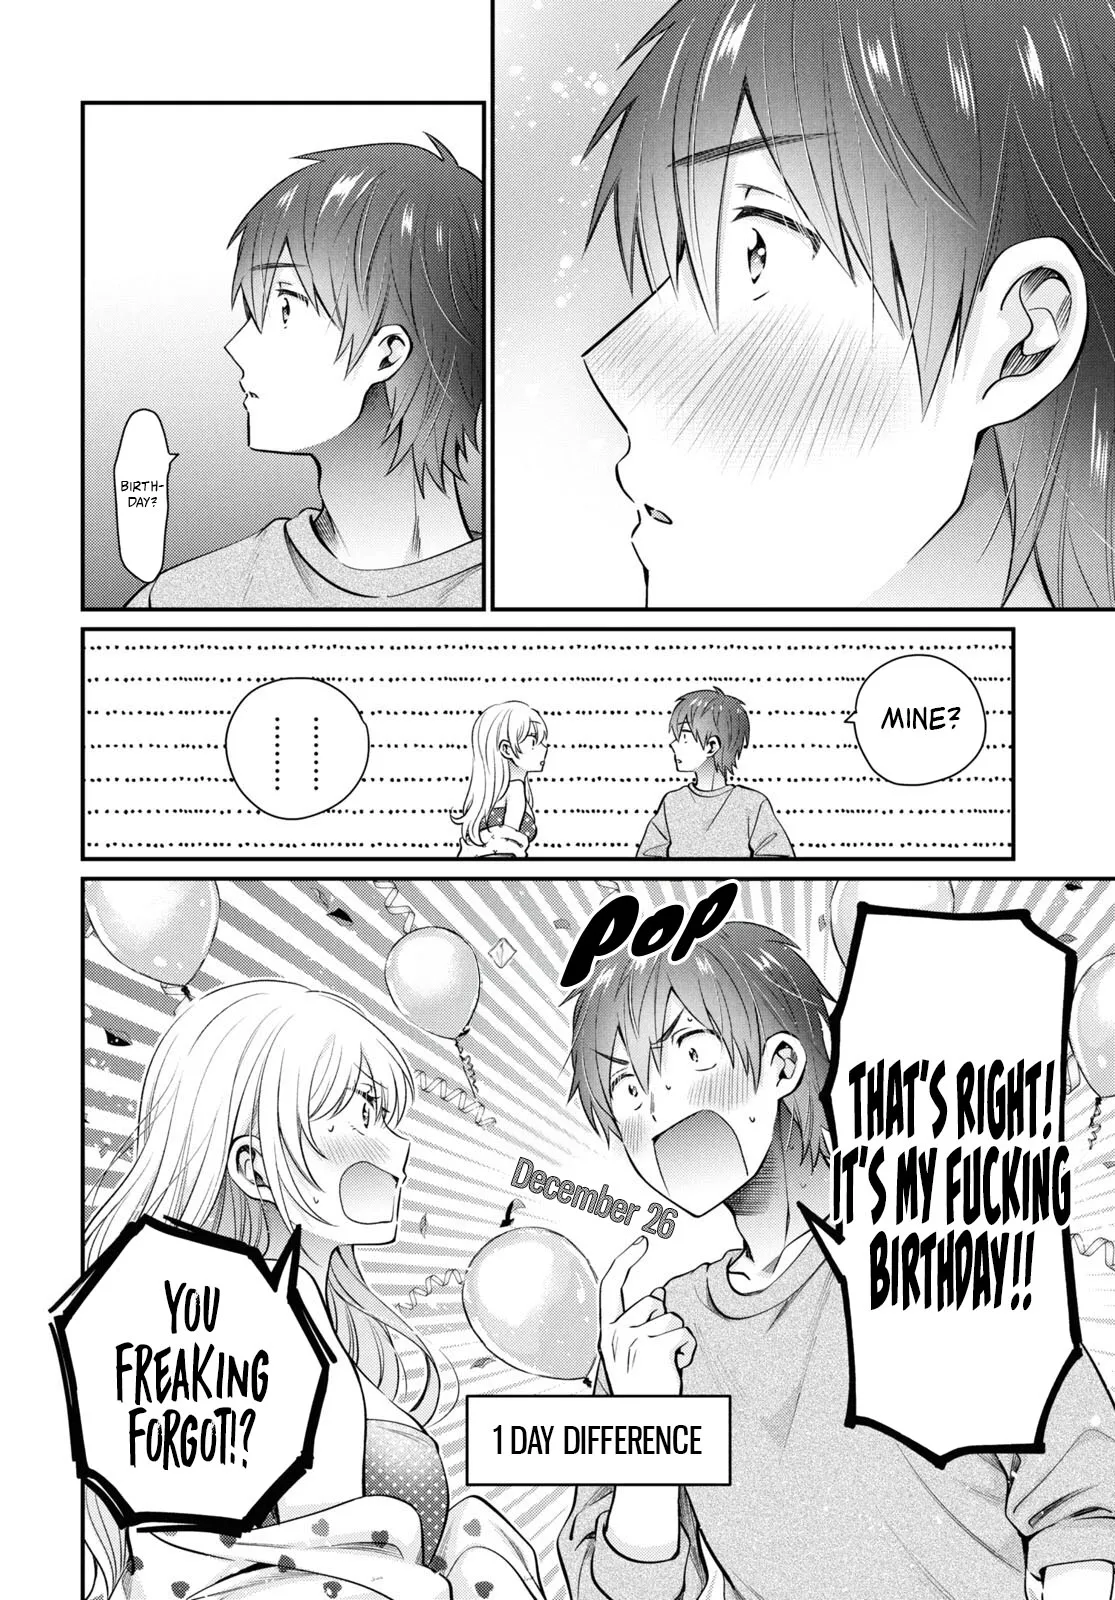 BIRTH-
DAY?
MINE?
POP
THAT'S RIGHT!
IT'S MY FUCKING
BIRTHDAY!!
December 26
YOU
FREAKING
FORGOT!?
1 DAY DIFFERENCE